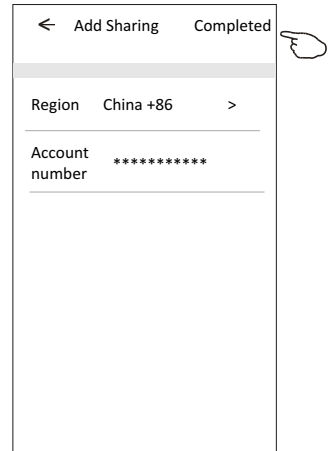 ← Add Sharing Completed
Region China +86 >
Account
number ***********